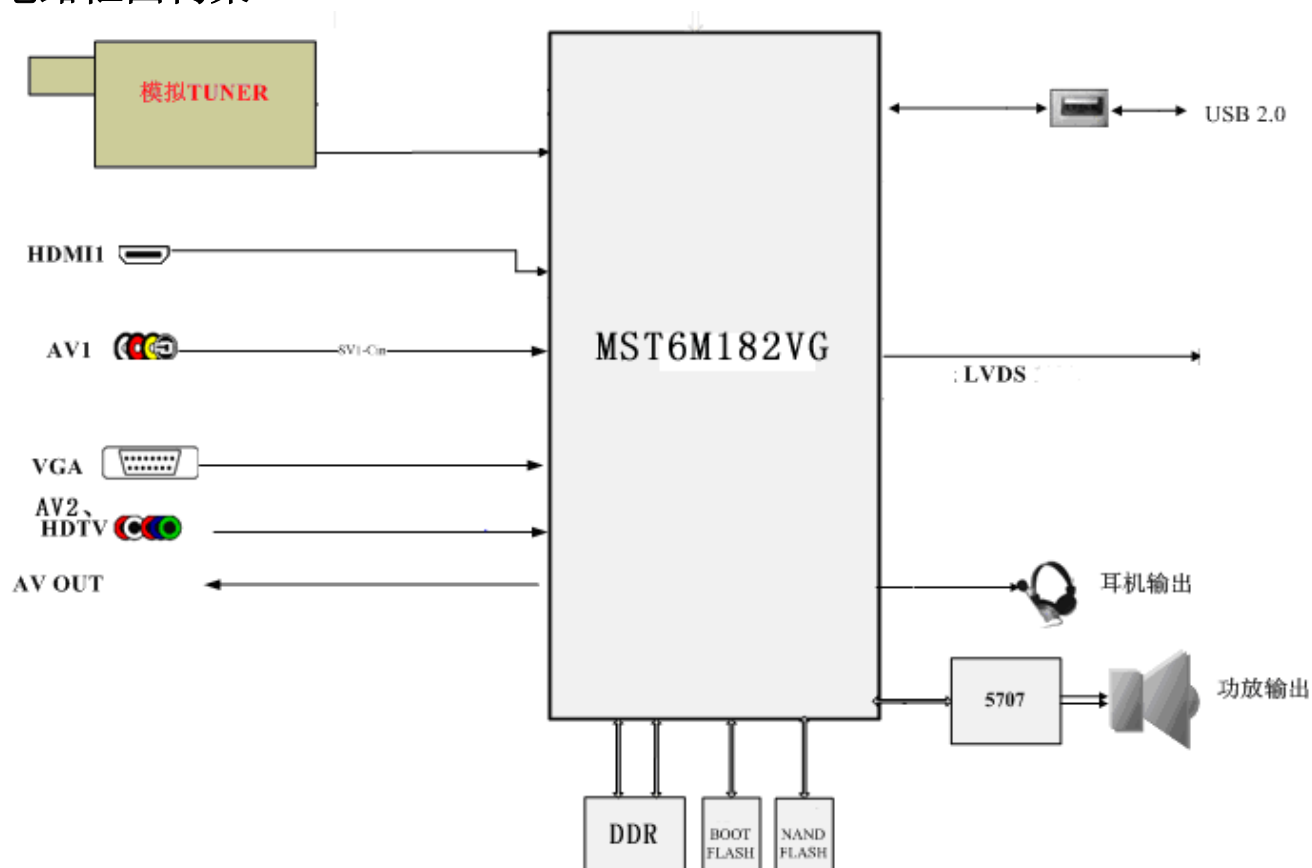 模拟TUNER
USB 2.0
HDMI1
AV1
SV1-Cin
MST6M182VG
: LVDS
VGA
AV2、
HDTV
AV OUT
耳机输出
5707
功放输出
DDR
BOOT
FLASH
NAND
FLASH